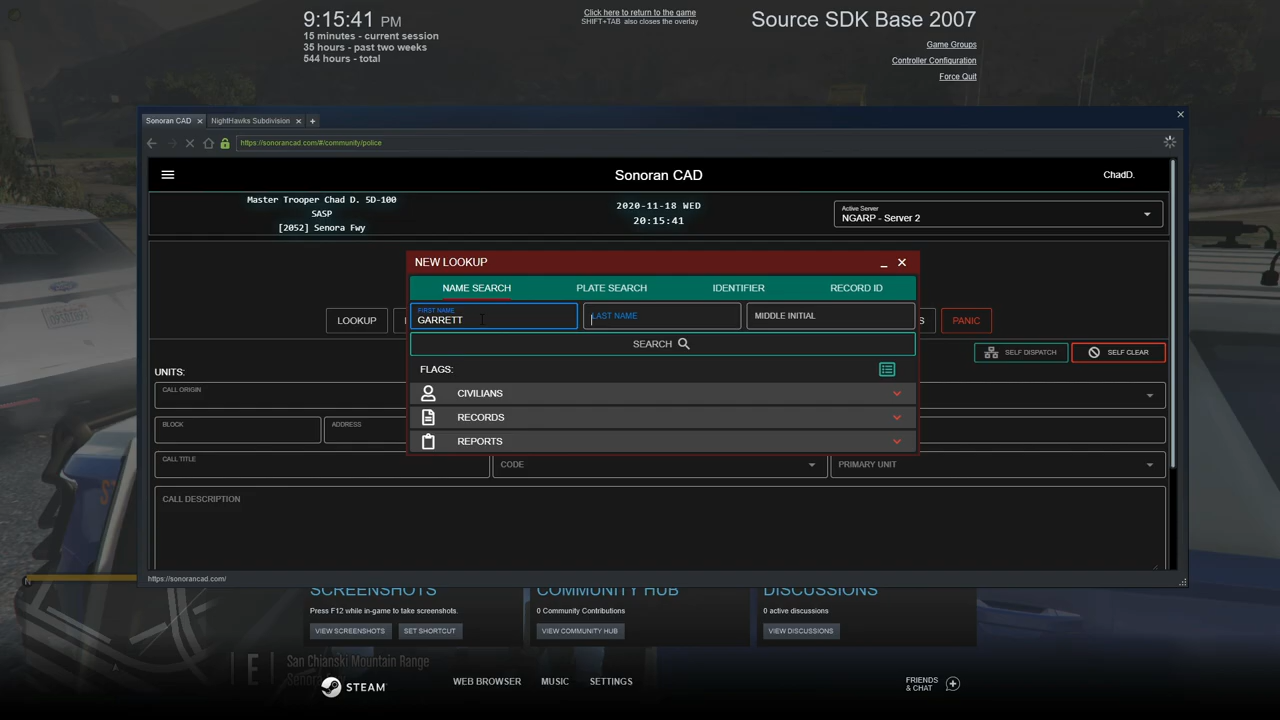 9:15:41 PM
15 minutes - current session
35 hours - past two weeks
544 hours - total
Click here to return to the game
SHIFT+TAB also closes the overlay
Source SDK Base 2007
Game Groups
Controller Configuration
Force Quit
Sonoran CAD
NightHawks Subdivision
https://sonorancad.com/#/community/police
Sonoran CAD
ChadD.
Master Trooper Chad D. 5D-100
SASP
[2052] Senora Fwy
2020-11-18 WED
20:15:41
Active Server
NGARP - Server 2
NEW LOOKUP
NAME SEARCH
PLATE SEARCH
IDENTIFIER
RECORD ID
FIRST NAME
GARRETT
LAST NAME
MIDDLE INITIAL
SEARCH
FLAGS:
CIVILIANS
RECORDS
REPORTS
LOOKUP
PANIC
SELF DISPATCH
SELF CLEAR
UNITS:
CALL ORIGIN
BLOCK
ADDRESS
CALL TITLE
CODE
PRIMARY UNIT
CALL DESCRIPTION
https://sonorancad.com/
SCREENSHOTS
Press F12 while in-game to take screenshots.
VIEW SCREENSHOTS
SET SHORTCUT
COMMUNITY HUB
0 Community Contributions
VIEW COMMUNITY HUB
DISCUSSIONS
0 active discussions
VIEW DISCUSSIONS
E
San Chianski Mountain Range
STEAM
WEB BROWSER
MUSIC
SETTINGS
FRIENDS
& CHAT